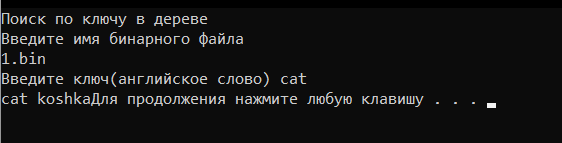 Поиск по ключу в дереве
Введите имя бинарного файла
1.bin
Введите ключ(английское слово) cat
cat koshkaДля продолжения нажмите любую клавишу . . .